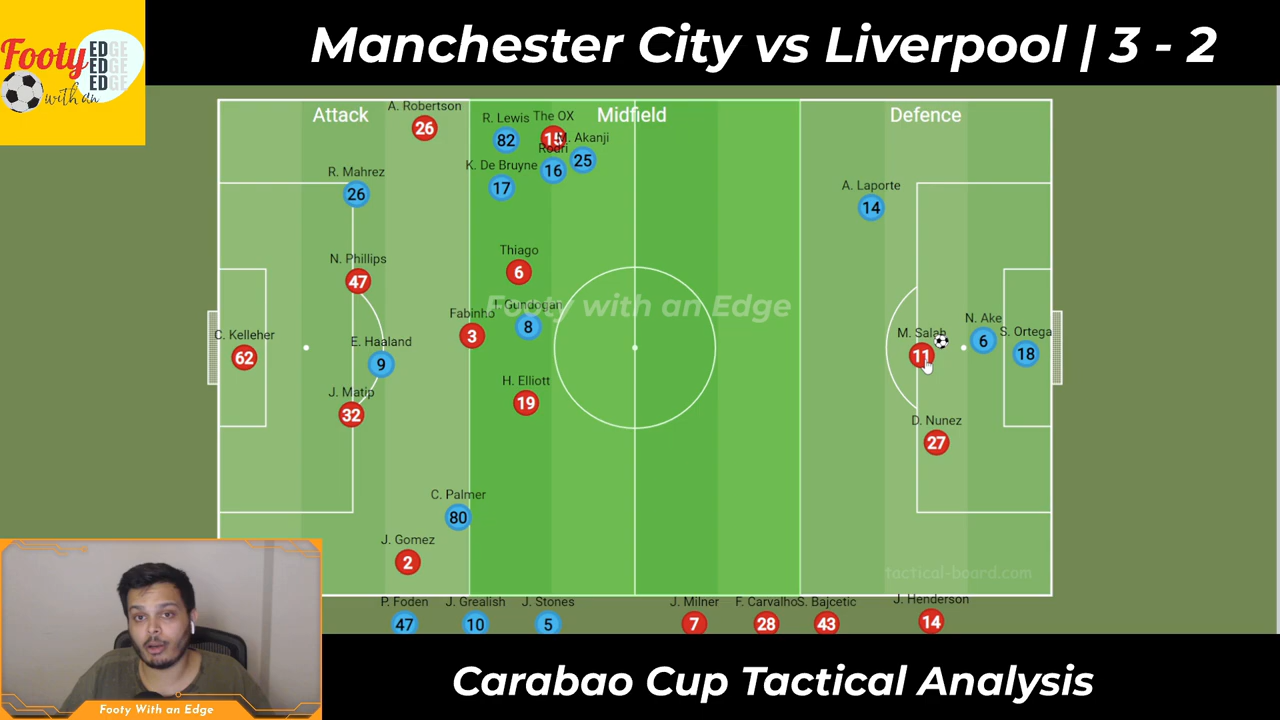 Footy EDGE
EDGE
EDGE
with an
Manchester City vs Liverpool | 3 - 2
Attack
Midfield
Defence
A. Robertson
26
R. Lewis
82
The OX
15
M. Akanji
25
Rodri
16
K. De Bruyne
17
R. Mahrez
26
A. Laporte
14
N. Phillips
47
Thiago
6
Footy with an Edge
I. Gundogan
8
Fabinho
3
C. Kelleher
62
E. Haaland
9
M. Salah
11
N. Ake
6
S. Ortega
18
J. Matip
32
H. Elliott
19
D. Nunez
27
C. Palmer
80
J. Gomez
2
tactical-board.com
P. Foden
47
J. Grealish
10
J. Stones
5
J. Milner
7
F. Carvalho
28
S. Bajcetic
43
J. Henderson
14
Footy With an Edge
Carabao Cup Tactical Analysis